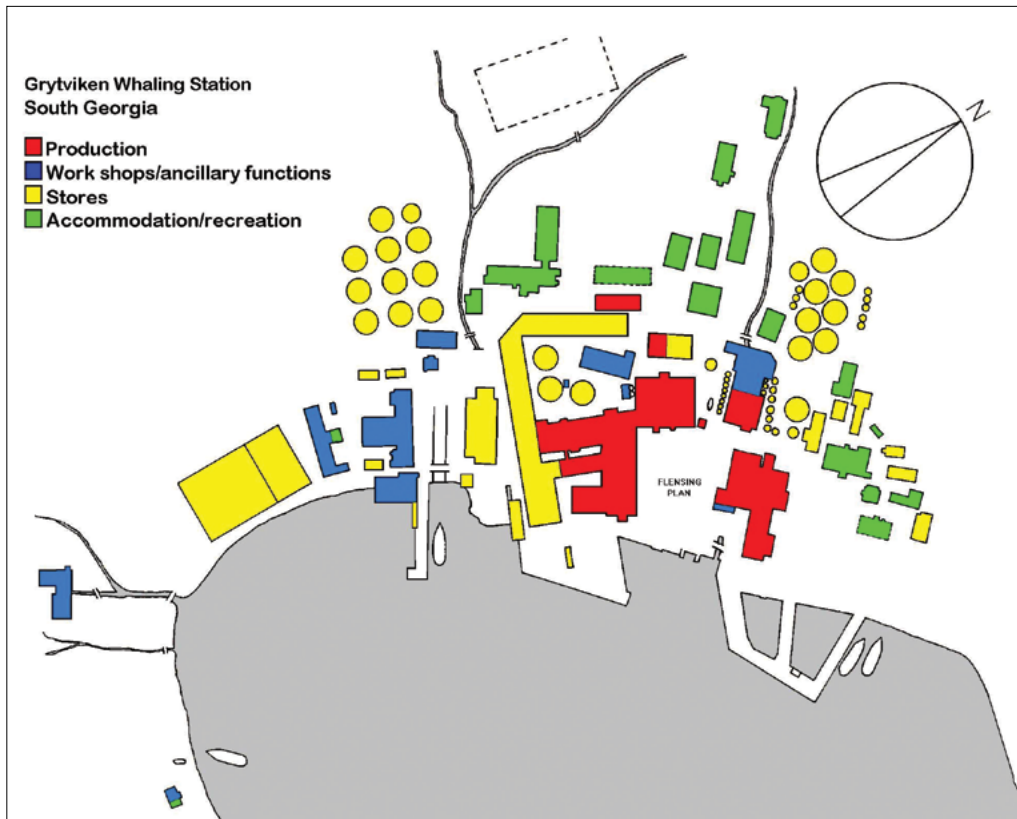 Grytviken Whaling Station
South Georgia
Production
Work shops/ancillary functions
Stores
Accommodation/recreation
N
FLENSING
PLAN